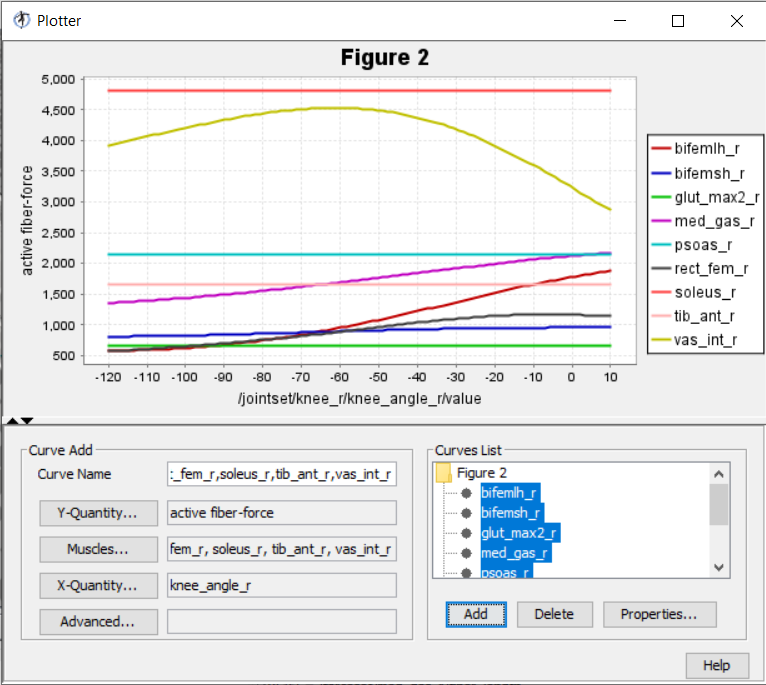 Plotter
Figure 2
5,000
4,500
4,000
3,500
3,000
2,500
2,000
1,500
1,000
500
active fiber-force
-120 -110 -100 -90 -80 -70 -60 -50 -40 -30 -20 -10 0 10
/jointset/knee_r/knee_angle_r/value
bifemlh_r
bifemsh_r
glut_max2_r
med_gas_r
psoas_r
rect_fem_r
soleus_r
tib_ant_r
vas_int_r
Curve Add
Curve Name :_fem_r,soleus_r,tib_ant_r,vas_int_r
Y-Quantity... active fiber-force
Muscles... fem_r, soleus_r, tib_ant_r, vas_int_r
X-Quantity... knee_angle_r
Advanced...
Curves List
Figure 2
bifemlh_r
bifemsh_r
glut_max2_r
med_gas_r
psoas_r
Add Delete Properties...
Help